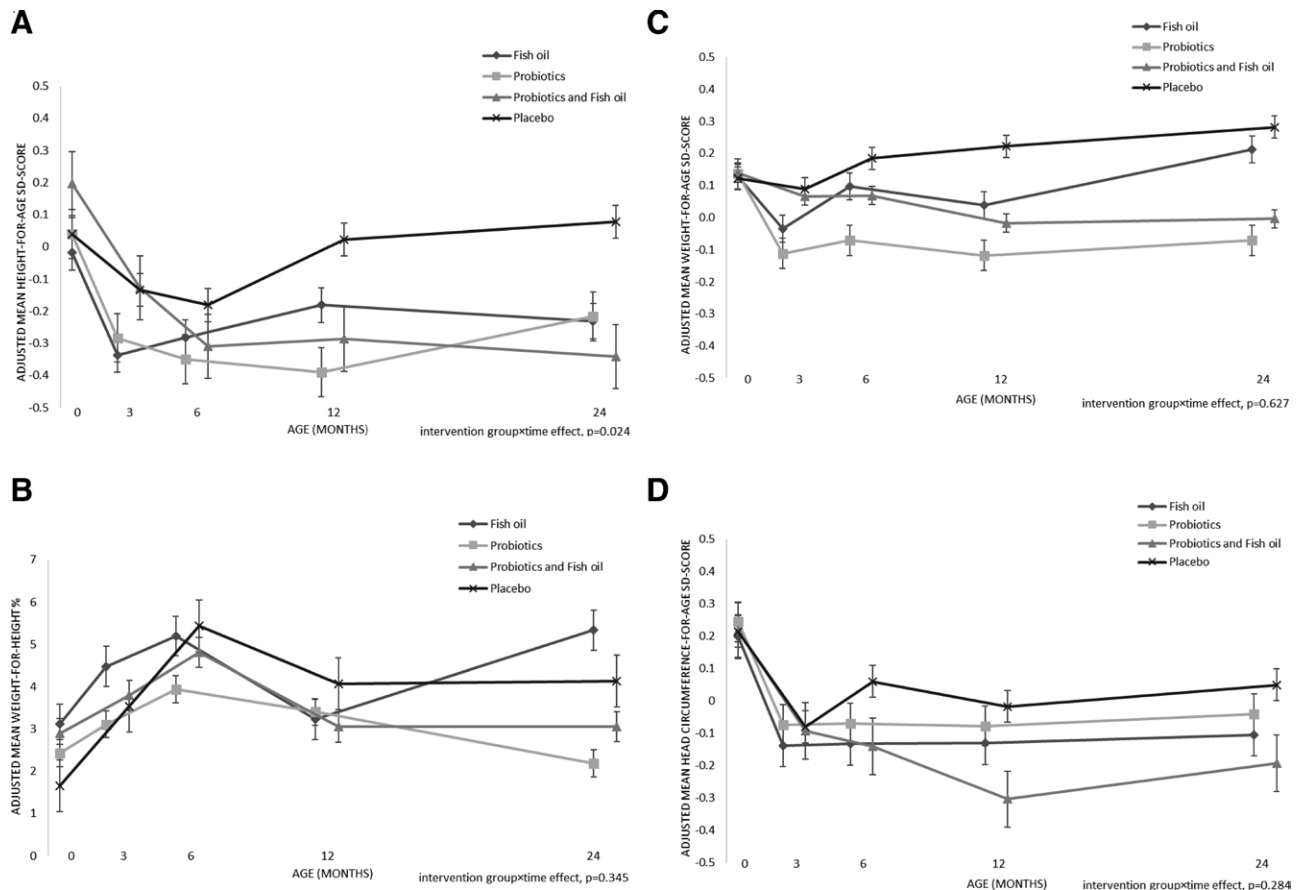 A
Fish oil
Probiotics
Probiotics and Fish oil
Placebo
ADJUSTED MEAN HEIGHT-FOR-AGE SD-SCORE
0.5
0.4
0.3
0.2
0.1
0
-0.1
-0.2
-0.3
-0.4
-0.5
0 3 6 12 24
AGE (MONTHS)
intervention group×time effect, p=0.024
B
Fish oil
Probiotics
Probiotics and Fish oil
Placebo
ADJUSTED MEAN WEIGHT-FOR-HEIGHT%
7
6
5
4
3
2
1
0
0 3 6 12 24
AGE (MONTHS)
intervention group×time effect, p=0.345
C
Fish oil
Probiotics
Probiotics and Fish oil
Placebo
ADJUSTED MEAN WEIGHT-FOR-AGE SD-SCORE
0.5
0.4
0.3
0.2
0.1
0.0
-0.1
-0.2
-0.3
-0.4
-0.5
0 3 6 12 24
AGE (MONTHS)
intervention group×time effect, p=0.627
D
Fish oil
Probiotics
Probiotics and Fish oil
Placebo
ADJUSTED MEAN HEAD CIRCUMFERENCE-FOR-AGE SD-SCORE
0.5
0.4
0.3
0.2
0.1
0
-0.1
-0.2
-0.3
-0.4
-0.5
0 3 6 12 24
AGE (MONTHS)
intervention group×time effect, p=0.284